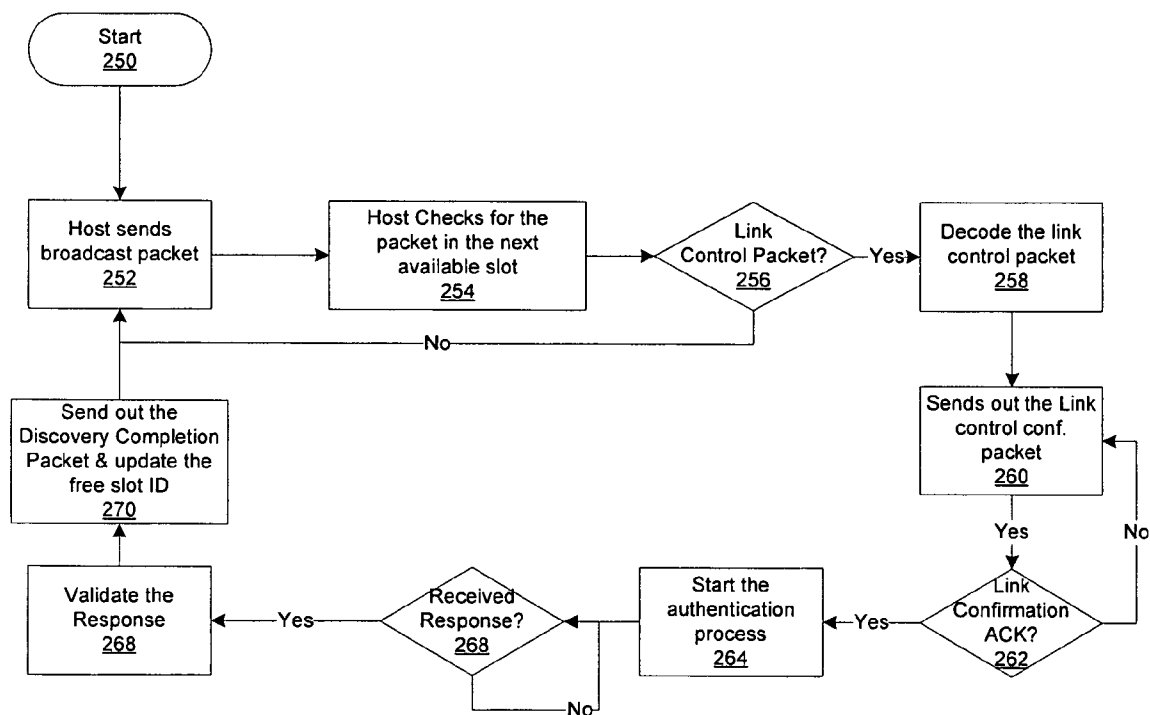 Start
250
Host sends
broadcast packet
252
Host Checks for the
packet in the next
available slot
254
Link
Control Packet?
256
Yes
Decode the link
control packet
258
No
Send out the
Discovery Completion
Packet & update the
free slot ID
270
Sends out the Link
control conf.
packet
260
Yes
No
Validate the
Response
268
Yes
Received
Response?
268
No
Start the
authentication
process
264
Yes
Link
Confirmation
ACK?
262